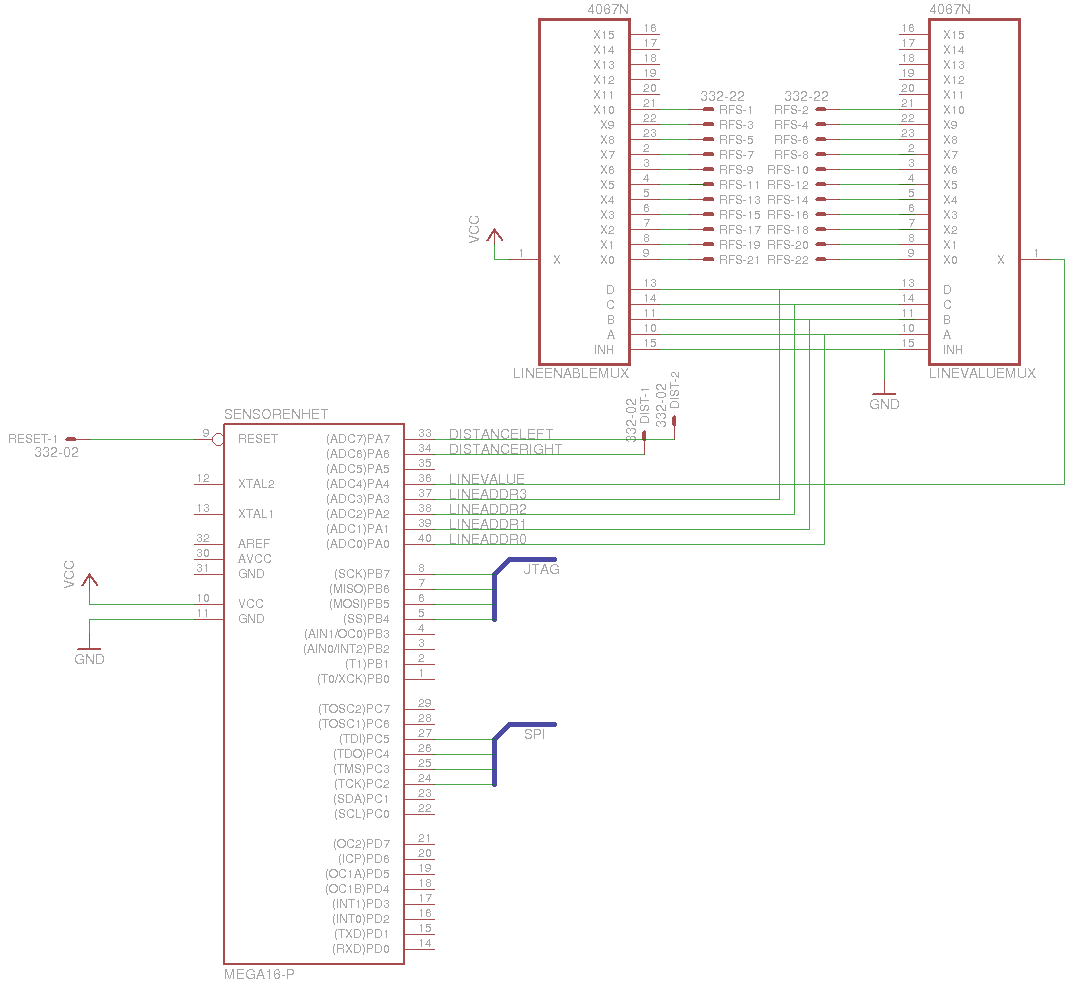 4067N
4067N
X15 16
X14 17
X13 18
X12 19
X11 20
X10 21
X9 22
X8 23
X7 2
X6 3
X5 4
X4 5
X3 6
X2 7
X1 8
X0 9
D 13
C 14
B 11
A 10
INH 15
VCC
1 X
LINEENABLEMUX
332-22
RFS-1
RFS-3
RFS-5
RFS-7
RFS-9
RFS-11
RFS-13
RFS-15
RFS-17
RFS-19
RFS-21
332-22
RFS-2
RFS-4
RFS-6
RFS-8
RFS-10
RFS-12
RFS-14
RFS-16
RFS-18
RFS-20
RFS-22
16 X15
17 X14
18 X13
19 X12
20 X11
21 X10
22 X9
23 X8
2 X7
3 X6
4 X5
5 X4
6 X3
7 X2
8 X1
9 X0
13 D
14 C
11 B
10 A
15 INH
X 1
LINEVALUEMUX
GND
332-02
DIST-1
332-02
DIST-2
SENSORENHET
RESET-1
332-02
9 RESET
12 XTAL2
13 XTAL1
32 AREF
30 AVCC
31 GND
VCC
10 VCC
11 GND
GND
(ADC7)PA7 33 DISTANCELEFT
(ADC6)PA6 34 DISTANCERIGHT
(ADC5)PA5 35
(ADC4)PA4 36 LINEVALUE
(ADC3)PA3 37 LINEADDR3
(ADC2)PA2 38 LINEADDR2
(ADC1)PA1 39 LINEADDR1
(ADC0)PA0 40 LINEADDR0
JTAG
(SCK)PB7 8
(MISO)PB6 7
(MOSI)PB5 6
(SS)PB4 5
(AIN1/OC0)PB3 4
(AIN0/INT2)PB2 3
(T1)PB1 2
(T0/XCK)PB0 1
(TOSC2)PC7 29
(TOSC1)PC6 28
SPI
(TDI)PC5 27
(TDO)PC4 26
(TMS)PC3 25
(TCK)PC2 24
(SDA)PC1 23
(SCL)PC0 22
(OC2)PD7 21
(ICP)PD6 20
(OC1A)PD5 19
(OC1B)PD4 18
(INT1)PD3 17
(INT0)PD2 16
(TXD)PD1 15
(RXD)PD0 14
MEGA16-P